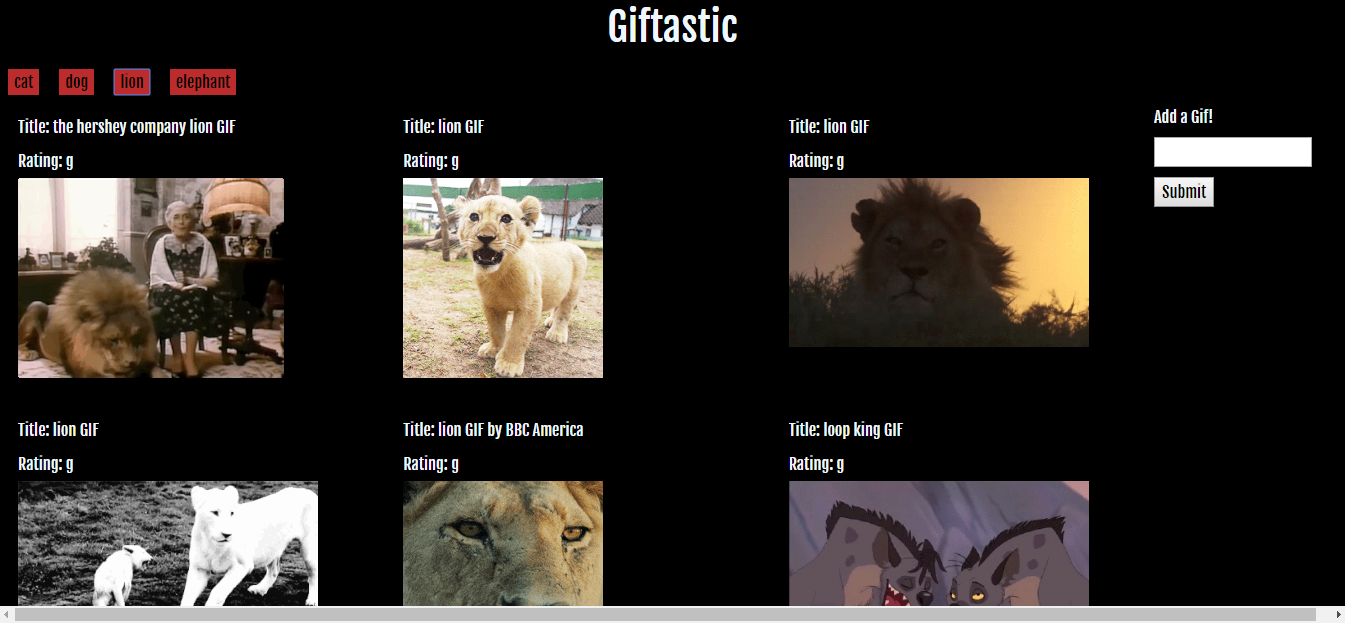 Giftastic
cat dog lion elephant
Title: the hershey company lion GIF
Rating: g
Title: lion GIF
Rating: g
Title: lion GIF
Rating: g
Add a Gif!
Submit
Title: lion GIF
Rating: g
Title: lion GIF by BBC America
Rating: g
Title: loop king GIF
Rating: g